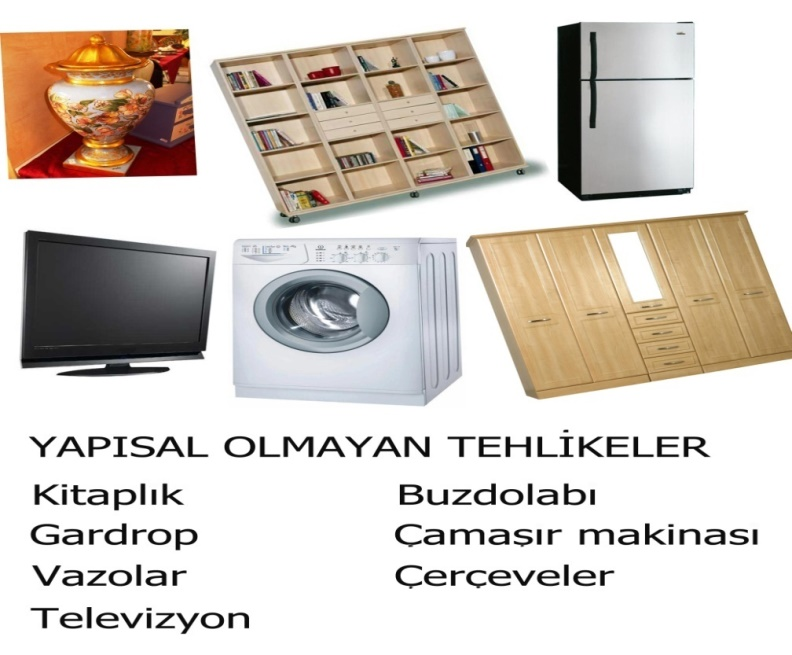 YAPISAL OLMAYAN TEHLİKELER
Kitaplık
Gardrop
Vazolar
Televizyon
Buzdolabı
Çamaşır makinası
Çerçeveler